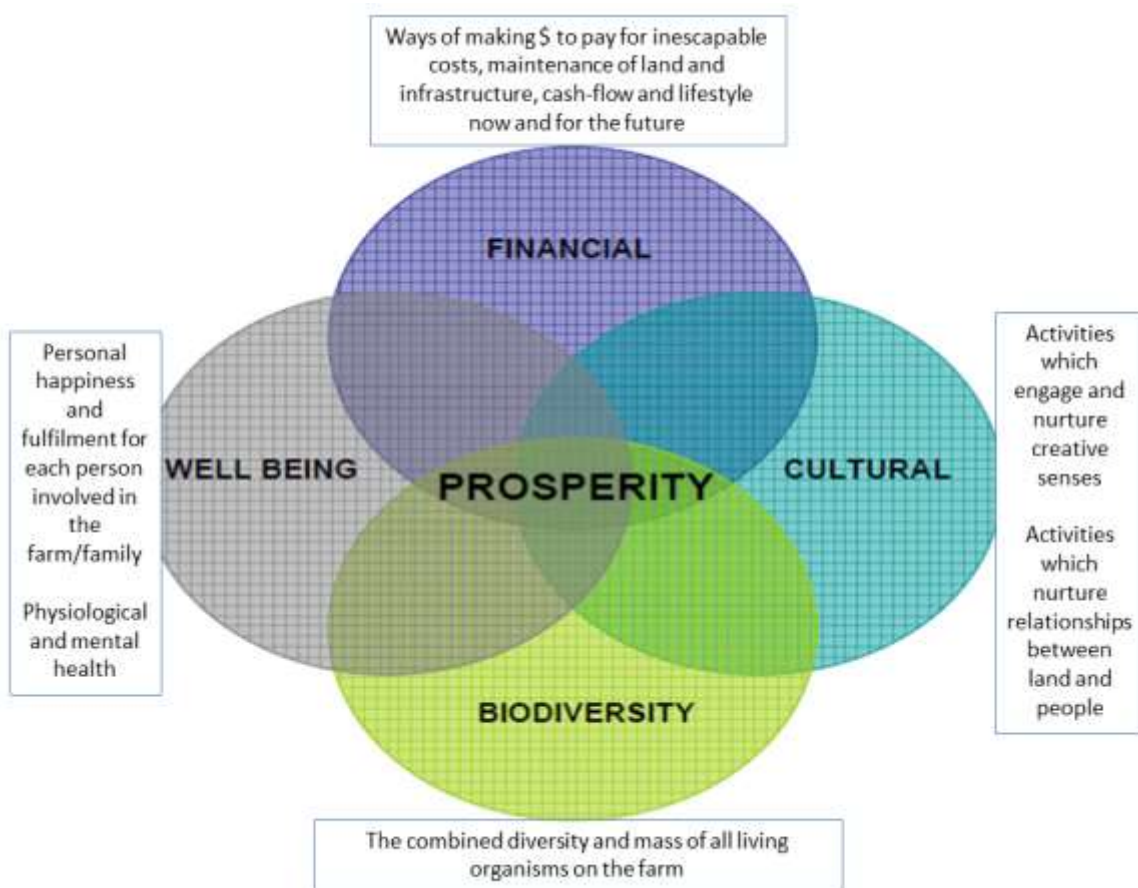 Ways of making $ to pay for inescapable
costs, maintenance of land and
infrastructure, cash-flow and lifestyle
now and for the future
FINANCIAL
Personal
happiness
and
fulfilment for
each person
involved in
the
farm/family
Physiological
and mental
health
WELL BEING
PROSPERITY
CULTURAL
Activities
which
engage and
nurture
creative
senses
Activities
which
nurture
relationships
between
land and
people
BIODIVERSITY
The combined diversity and mass of all living
organisms on the farm